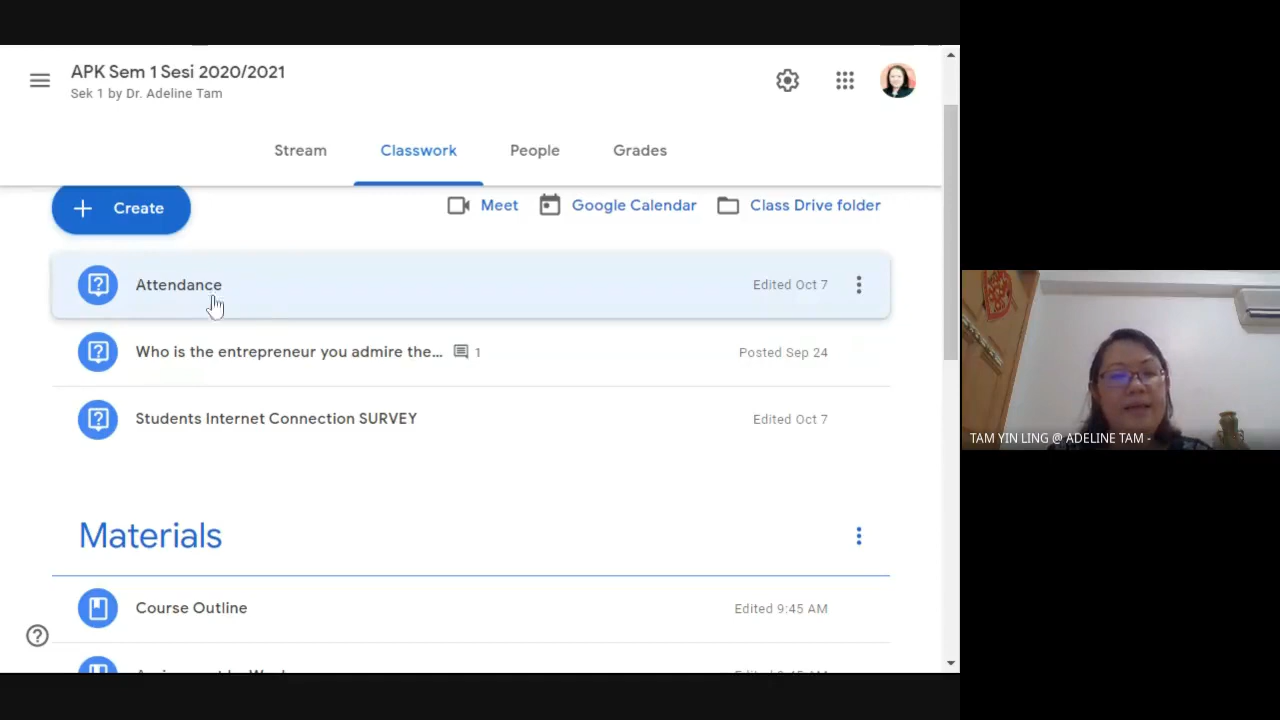 APK Sem 1 Sesi 2020/2021
Sek 1 by Dr. Adeline Tam
Stream Classwork People Grades
Create Meet Google Calendar Class Drive folder
Attendance Edited Oct 7
Who is the entrepreneur you admire the... 1 Posted Sep 24
Students Internet Connection SURVEY Edited Oct 7
TAM YIN LING @ ADELINE TAM -
Materials
Course Outline Edited 9:45 AM